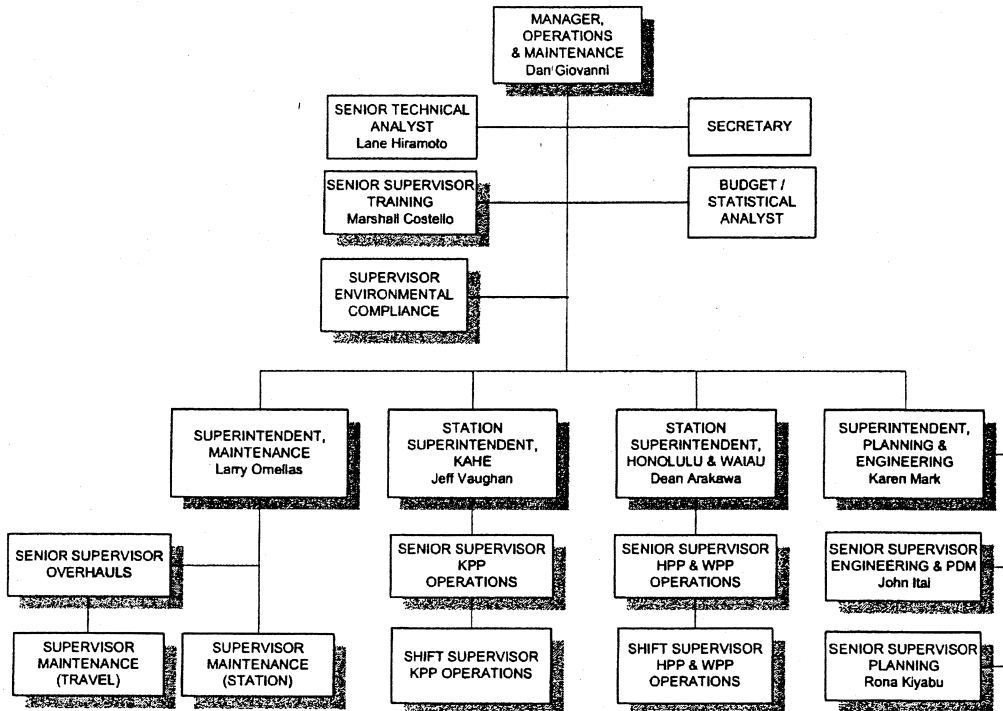 MANAGER,
OPERATIONS
& MAINTENANCE
Dan Giovanni
SENIOR TECHNICAL
ANALYST
Lane Hiramoto
SECRETARY
SENIOR SUPERVISOR
TRAINING
Marshall Costello
BUDGET /
STATISTICAL
ANALYST
SUPERVISOR
ENVIRONMENTAL
COMPLIANCE
SUPERINTENDENT,
MAINTENANCE
Larry Ornellas
STATION
SUPERINTENDENT,
KAHE
Jeff Vaughan
STATION
SUPERINTENDENT,
HONOLULU & WAIAU
Dean Arakawa
SUPERINTENDENT,
PLANNING &
ENGINEERING
Karen Mark
SENIOR SUPERVISOR
OVERHAULS
SENIOR SUPERVISOR
KPP
OPERATIONS
SENIOR SUPERVISOR
HPP & WPP
OPERATIONS
SENIOR SUPERVISOR
ENGINEERING & PDM
John Itai
SUPERVISOR
MAINTENANCE
(TRAVEL)
SUPERVISOR
MAINTENANCE
(STATION)
SHIFT SUPERVISOR
KPP OPERATIONS
SHIFT SUPERVISOR
HPP & WPP
OPERATIONS
SENIOR SUPERVISOR
PLANNING
Rona Kiyabu